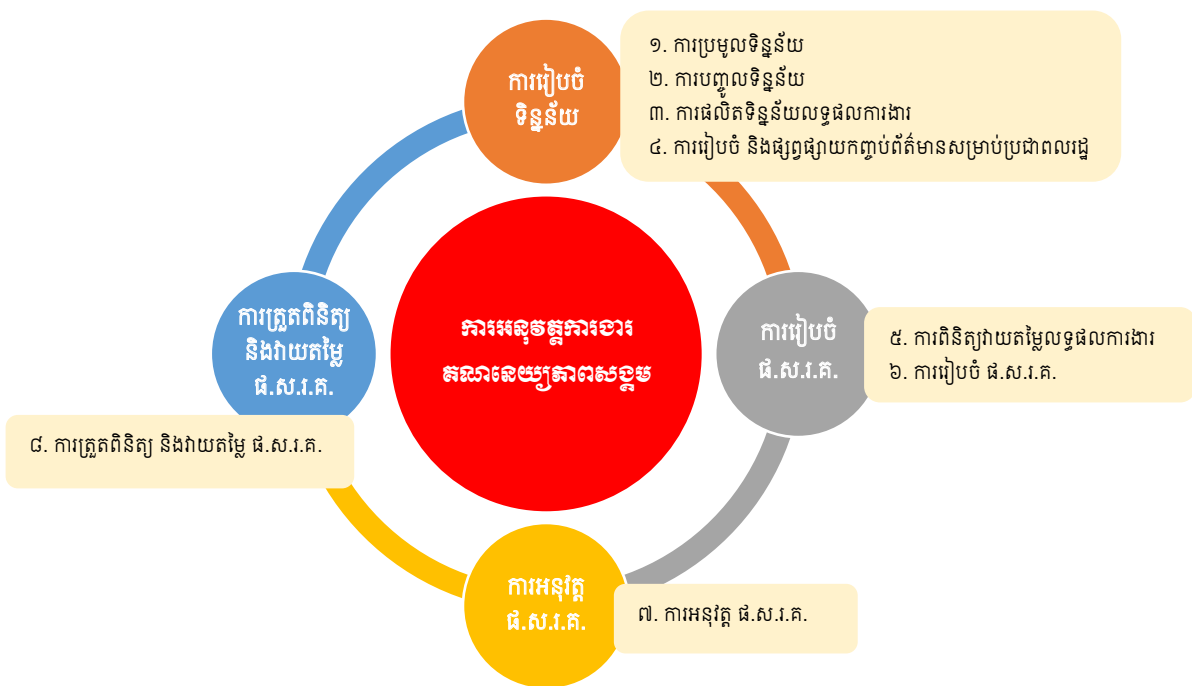 ការរៀបចំ
ទិន្នន័យ
១. ការប្រមូលទិន្នន័យ
២. ការបញ្ចូលទិន្នន័យ
៣. ការផលិតទិន្នន័យលទ្ធផលការងារ
៤. ការរៀបចំ និងផ្សព្វផ្សាយកញ្ចប់ព័ត៌មានសម្រាប់ប្រជាពលរដ្ឋ
ការរៀបចំ
ផ.ស.រ.គ.
៥. ការពិនិត្យវាយតម្លៃលទ្ធផលការងារ
៦. ការរៀបចំ ផ.ស.រ.គ.
ការអនុវត្ត
ផ.ស.រ.គ.
៧. ការអនុវត្ត ផ.ស.រ.គ.
ការត្រួតពិនិត្យ
និងវាយតម្លៃ
ផ.ស.រ.គ.
៨. ការត្រួតពិនិត្យ និងវាយតម្លៃ ផ.ស.រ.គ.
ការអនុវត្តការងារ
គណនេយ្យភាពសង្គម